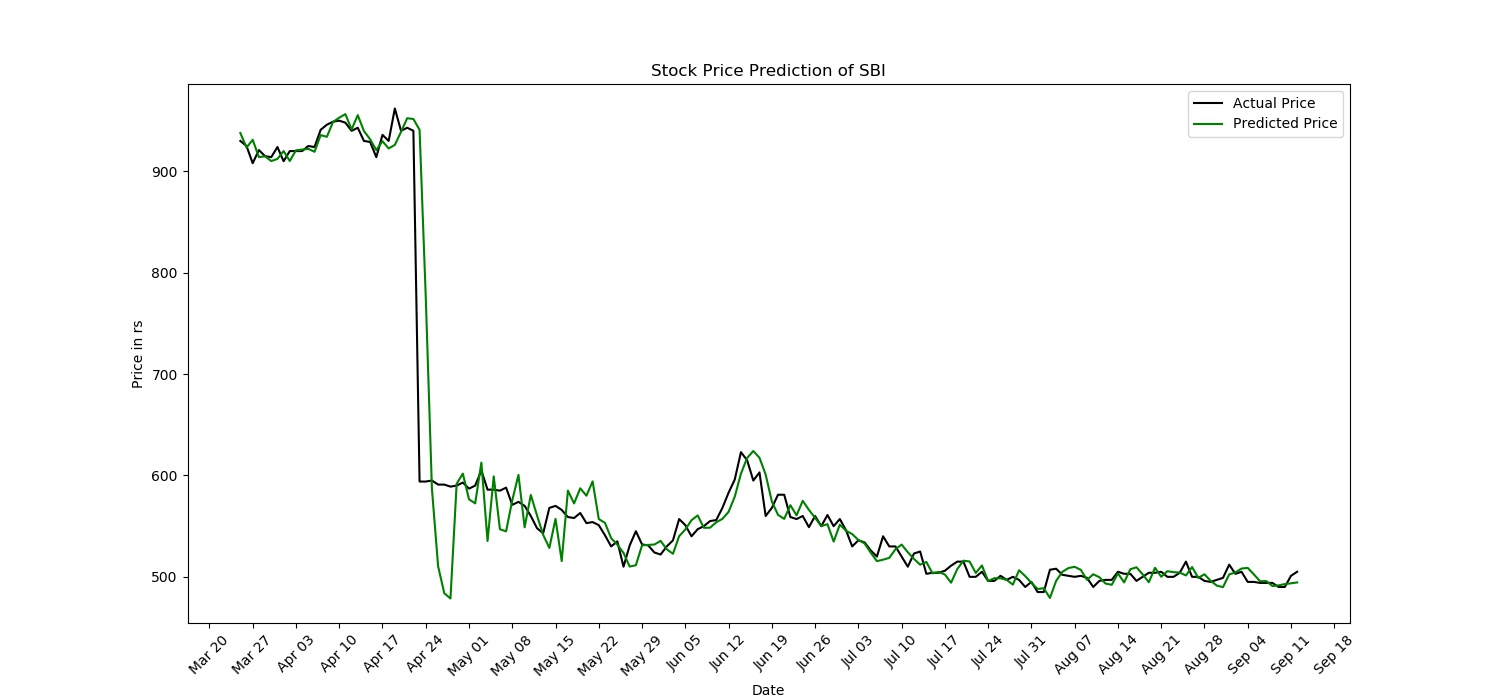 Stock Price Prediction of SBI
Actual Price
Predicted Price
Price in rs
900
800
700
600
500
Mar 20
Mar 27
Apr 03
Apr 10
Apr 17
Apr 24
May 01
May 08
May 15
May 22
May 29
Jun 05
Jun 12
Jun 19
Jun 26
Jul 03
Jul 10
Jul 17
Jul 24
Jul 31
Aug 07
Aug 14
Aug 21
Aug 28
Sep 04
Sep 11
Sep 18
Date